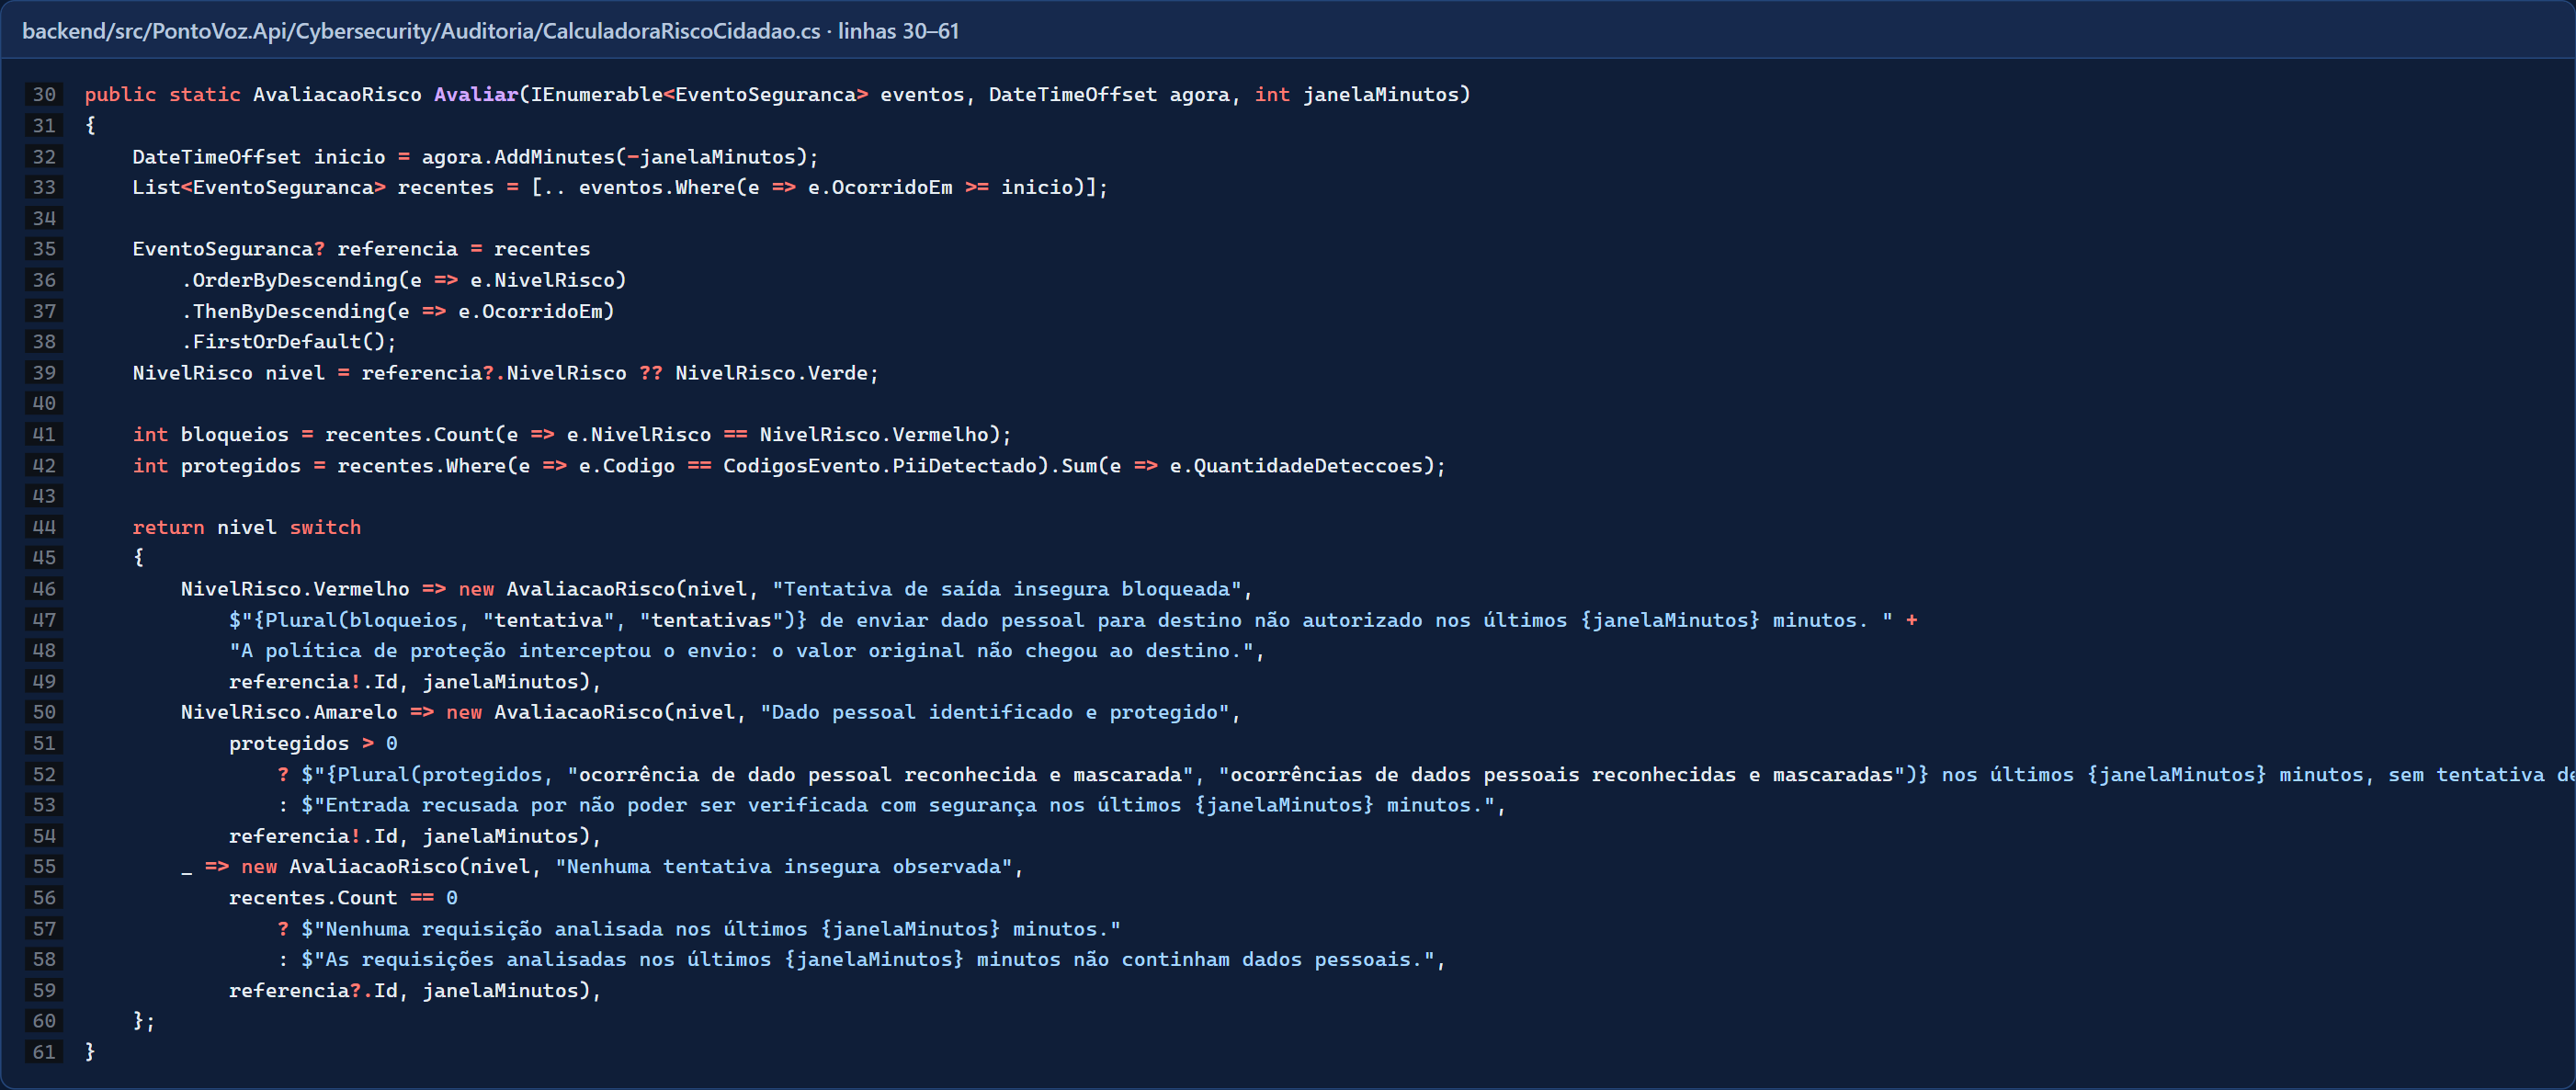 backend/src/PontoVoz.Api/Cybersecurity/Auditoria/CalculadoraRiscoCidadao.cs · linhas 30–61
30 public static AvaliacaoRisco Avaliar(IEnumerable<EventoSeguranca> eventos, DateTimeOffset agora, int janelaMinutos)
31 {
32     DateTimeOffset inicio = agora.AddMinutes(-janelaMinutos);
33     List<EventoSeguranca> recentes = [.. eventos.Where(e => e.OcorridoEm >= inicio)];
34
35     EventoSeguranca? referencia = recentes
36         .OrderByDescending(e => e.NivelRisco)
37         .ThenByDescending(e => e.OcorridoEm)
38         .FirstOrDefault();
39     NivelRisco nivel = referencia?.NivelRisco ?? NivelRisco.Verde;
40
41     int bloqueios = recentes.Count(e => e.NivelRisco == NivelRisco.Vermelho);
42     int protegidos = recentes.Where(e => e.Codigo == CodigosEvento.PiiDetectado).Sum(e => e.QuantidadeDeteccoes);
43
44     return nivel switch
45     {
46         NivelRisco.Vermelho => new AvaliacaoRisco(nivel, "Tentativa de saída insegura bloqueada",
47             $"{Plural(bloqueios, "tentativa", "tentativas")} de enviar dado pessoal para destino não autorizado nos últimos {janelaMinutos} minutos. " +
48             "A política de proteção interceptou o envio: o valor original não chegou ao destino.",
49             referencia!.Id, janelaMinutos),
50         NivelRisco.Amarelo => new AvaliacaoRisco(nivel, "Dado pessoal identificado e protegido",
51             protegidos > 0
52                 ? $"{Plural(protegidos, "ocorrência de dado pessoal reconhecida e mascarada", "ocorrências de dados pessoais reconhecidas e mascaradas")} nos últimos {janelaMinutos} minutos, sem tentativa
53                 : $"Entrada recusada por não poder ser verificada com segurança nos últimos {janelaMinutos} minutos.",
54             referencia!.Id, janelaMinutos),
55         _ => new AvaliacaoRisco(nivel, "Nenhuma tentativa insegura observada",
56             recentes.Count == 0
57                 ? $"Nenhuma requisição analisada nos últimos {janelaMinutos} minutos."
58                 : $"As requisições analisadas nos últimos {janelaMinutos} minutos não continham dados pessoais.",
59             referencia?.Id, janelaMinutos),
60     };
61 }